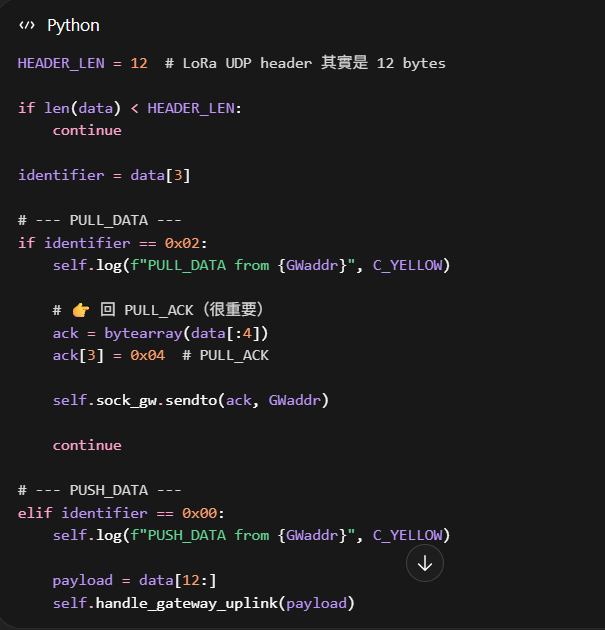 </> Python
HEADER_LEN = 12  # LoRa UDP header 其實是 12 bytes
if len(data) < HEADER_LEN:
    continue
identifier = data[3]
# --- PULL_DATA ---
if identifier == 0x02:
    self.log(f"PULL_DATA from {GWaddr}", C_YELLOW)
    # 👉 回 PULL_ACK（很重要）
    ack = bytearray(data[:4])
    ack[3] = 0x04  # PULL_ACK
    self.sock_gw.sendto(ack, GWaddr)
    continue
# --- PUSH_DATA ---
elif identifier == 0x00:
    self.log(f"PUSH_DATA from {GWaddr}", C_YELLOW)
    payload = data[12:]
    self.handle_gateway_uplink(payload)